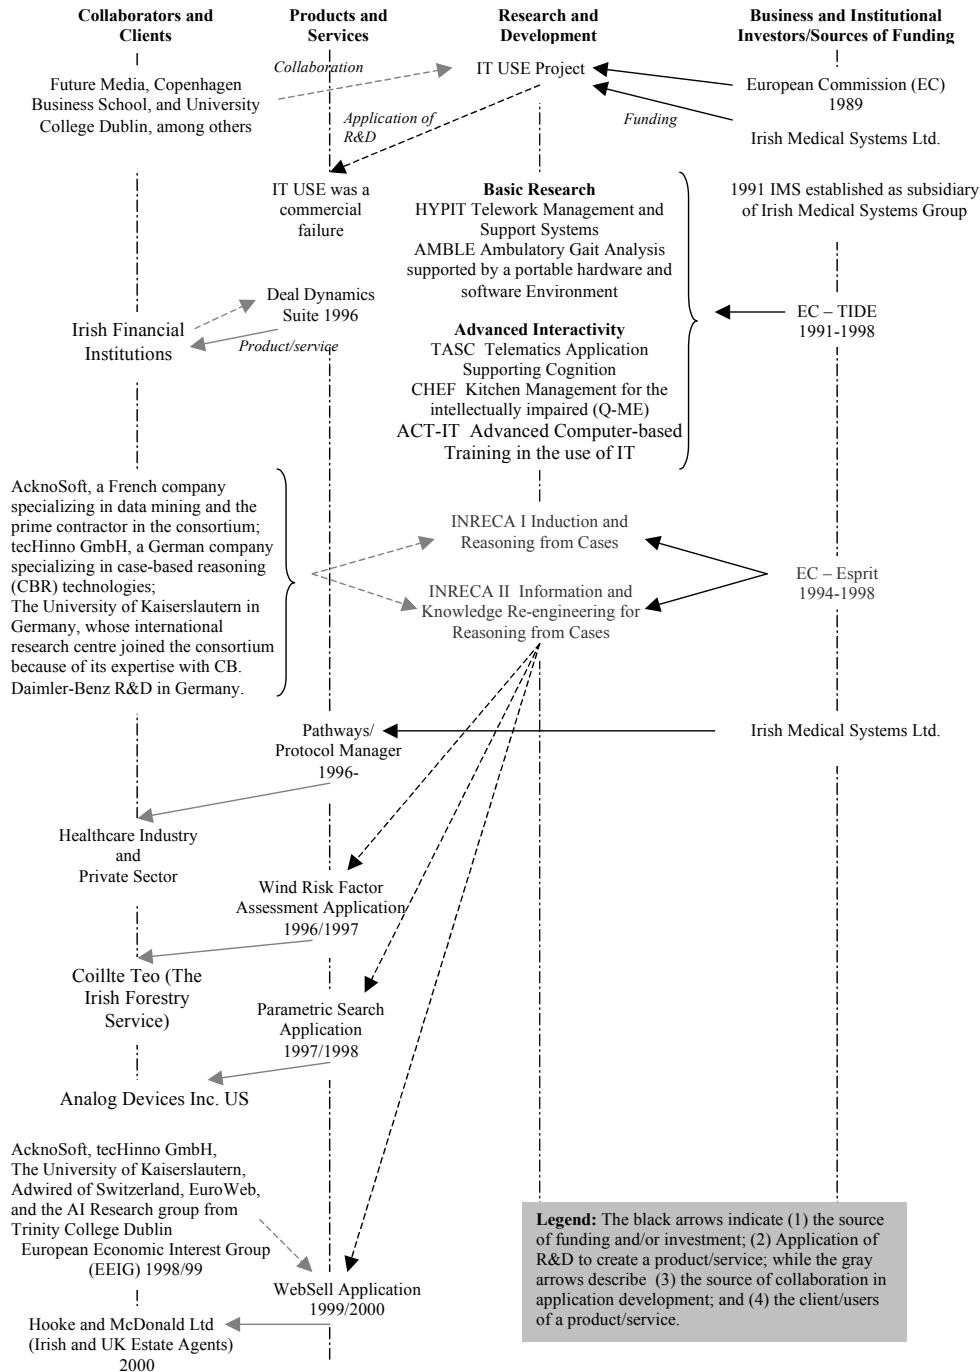 Collaborators and
Clients
Products and
Services
Research and
Development
Business and Institutional
Investors/Sources of Funding
Collaboration
IT USE Project
Future Media, Copenhagen
Business School, and University
College Dublin, among others
European Commission (EC)
1989
Application of
R&D
Funding
Irish Medical Systems Ltd.
IT USE was a
commercial
failure
Basic Research
HYPIT Telework Management and
Support Systems
AMBLE Ambulatory Gait Analysis
supported by a portable hardware and
software Environment
1991 IMS established as subsidiary
of Irish Medical Systems Group
Deal Dynamics
Suite 1996
EC – TIDE
1991-1998
Irish Financial
Institutions
Product/service
Advanced Interactivity
TASC Telematics Application
Supporting Cognition
CHEF Kitchen Management for the
intellectually impaired (Q-ME)
ACT-IT Advanced Computer-based
Training in the use of IT
AcknoSoft, a French company
specializing in data mining and the
prime contractor in the consortium;
tecHinno GmbH, a German company
specializing in case-based reasoning
(CBR) technologies;
The University of Kaiserslautern in
Germany, whose international
research centre joined the consortium
because of its expertise with CB.
Daimler-Benz R&D in Germany.
INRECA I Induction and
Reasoning from Cases
INRECA II Information and
Knowledge Re-engineering for
Reasoning from Cases
EC – Esprit
1994-1998
Pathways/
Protocol Manager
1996-
Irish Medical Systems Ltd.
Healthcare Industry
and
Private Sector
Wind Risk Factor
Assessment Application
1996/1997
Coillte Teo (The
Irish Forestry
Service)
Parametric Search
Application
1997/1998
Analog Devices Inc. US
AcknoSoft, tecHinno GmbH,
The University of Kaiserslautern,
Adwired of Switzerland, EuroWeb,
and the AI Research group from
Trinity College Dublin
European Economic Interest Group
(EEIG) 1998/99
WebSell Application
1999/2000
Hooke and McDonald Ltd
(Irish and UK Estate Agents)
2000
Legend: The black arrows indicate (1) the source
of funding and/or investment; (2) Application of
R&D to create a product/service; while the gray
arrows describe (3) the source of collaboration in
application development; and (4) the client/users
of a product/service.